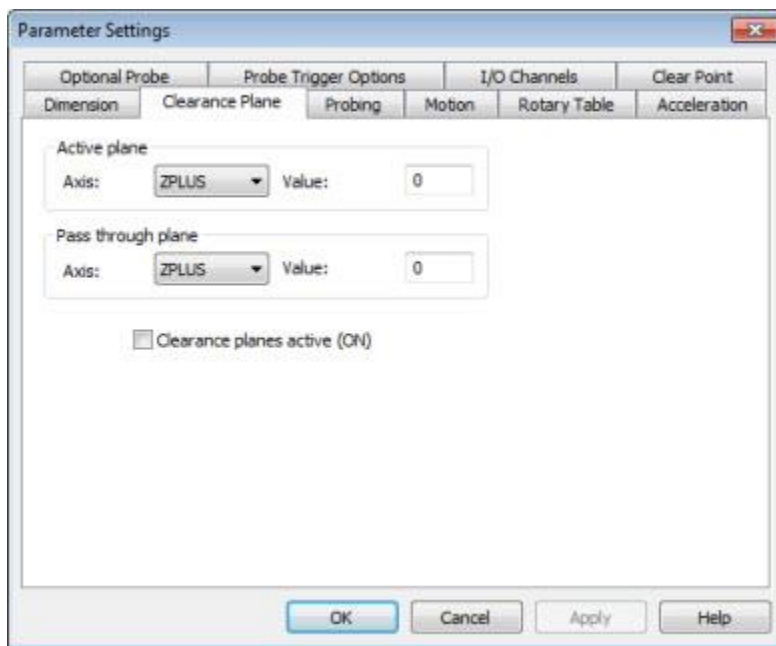 Parameter Settings
Optional Probe Probe Trigger Options I/O Channels Clear Point
Dimension Clearance Plane Probing Motion Rotary Table Acceleration
Active plane
Axis: ZPLUS Value: 0
Pass through plane
Axis: ZPLUS Value: 0
Clearance planes active (ON)
OK Cancel Apply Help